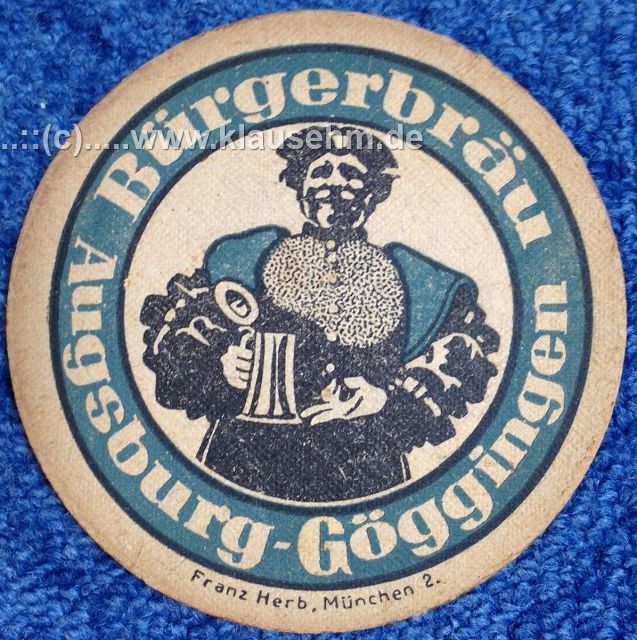 Bürgerbräu
Augsburg-Göggingen
Franz Herb, München 2.
..::(c).....www.klausehm.de